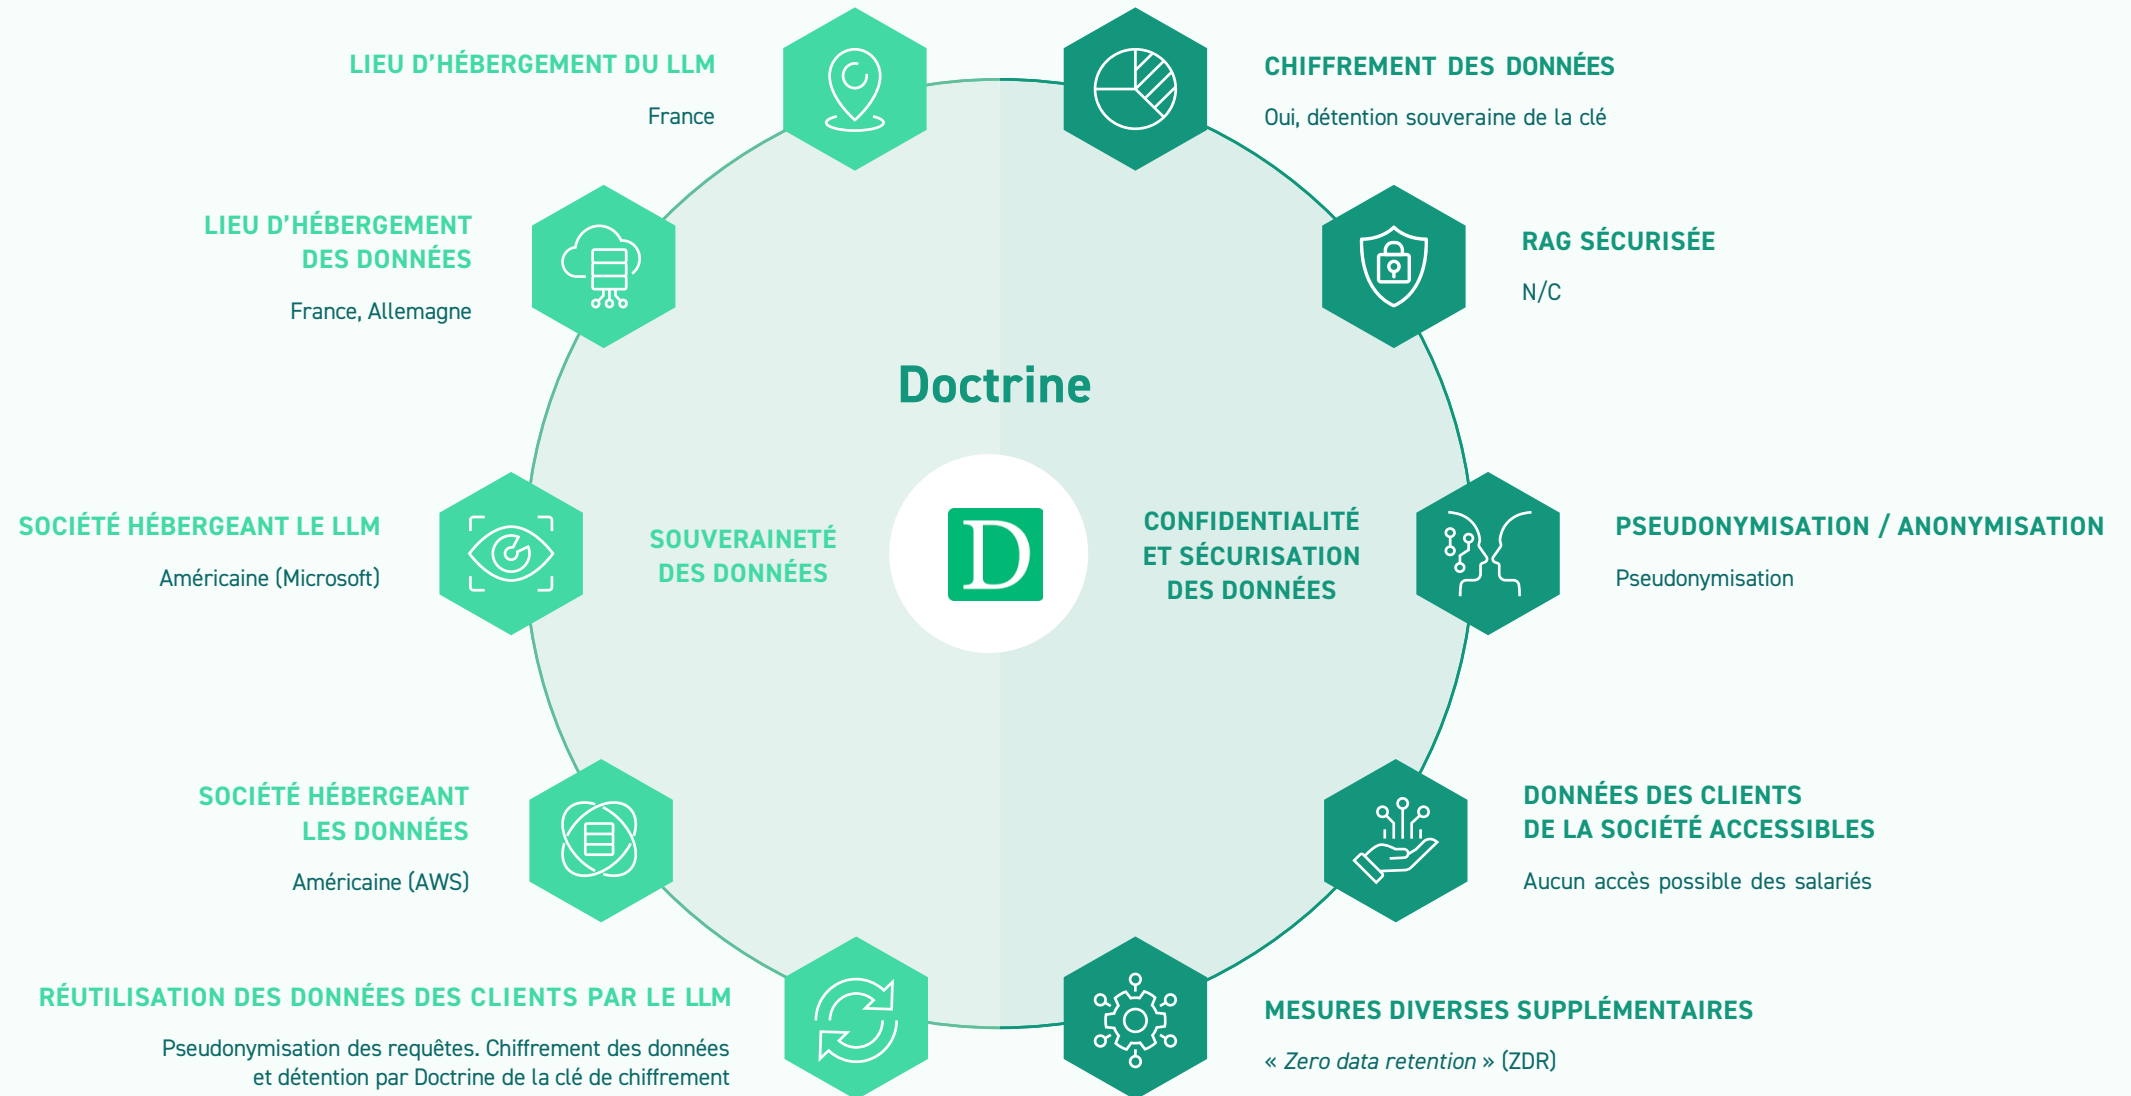 LIEU D’HÉBERGEMENT DU LLM
France
LIEU D’HÉBERGEMENT
DES DONNÉES
France, Allemagne
SOCIÉTÉ HÉBERGEANT LE LLM
Américaine (Microsoft)
SOCIÉTÉ HÉBERGEANT
LES DONNÉES
Américaine (AWS)
RÉUTILISATION DES DONNÉES DES CLIENTS PAR LE LLM
Pseudonymisation des requêtes. Chiffrement des données
et détention par Doctrine de la clé de chiffrement
Doctrine
SOUVERAINETÉ
DES DONNÉES
D
CONFIDENTIALITÉ
ET SÉCURISATION
DES DONNÉES
CHIFFREMENT DES DONNÉES
Oui, détention souveraine de la clé
RAG SÉCURISÉE
N/C
PSEUDONYMISATION / ANONYMISATION
Pseudonymisation
DONNÉES DES CLIENTS
DE LA SOCIÉTÉ ACCESSIBLES
Aucun accès possible des salariés
MESURES DIVERSES SUPPLÉMENTAIRES
« Zero data retention » (ZDR)